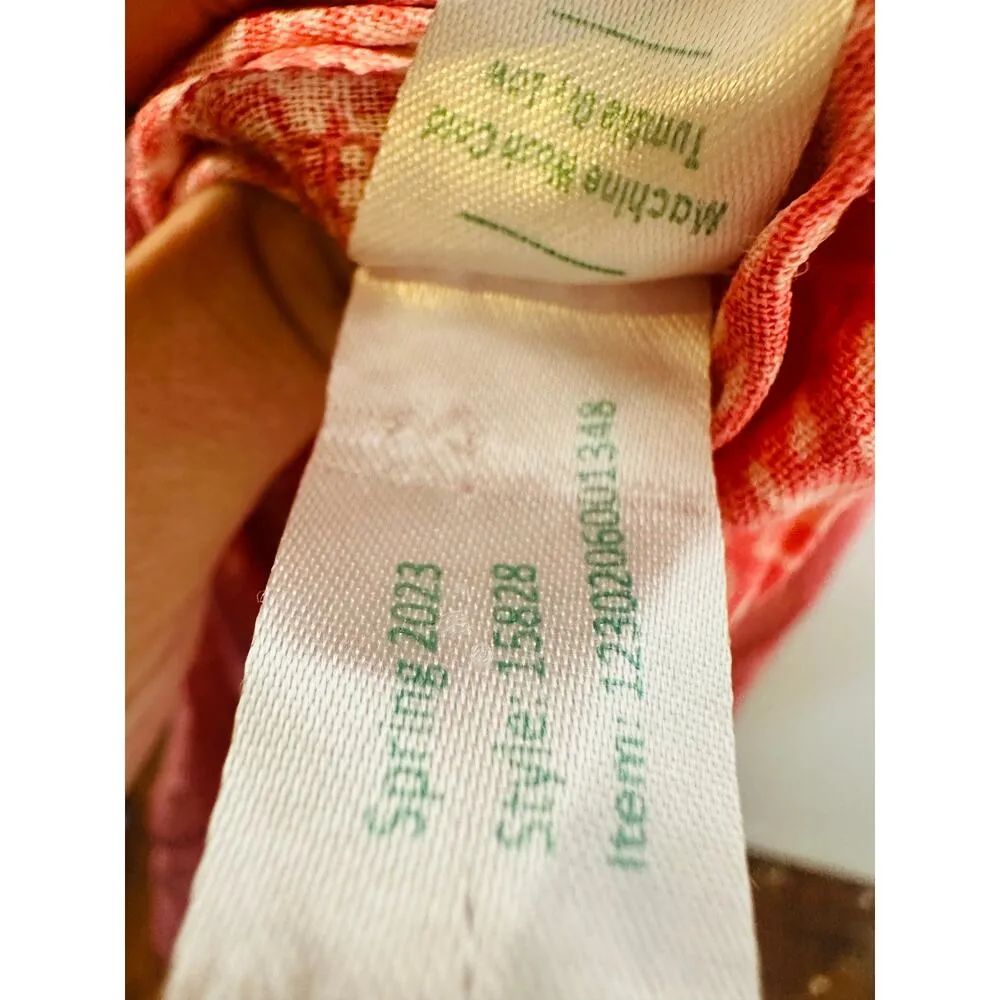 Machine Wash Cold
Tumble Dry Low
Spring 2023
Style: 15828
Item: 1230206001348